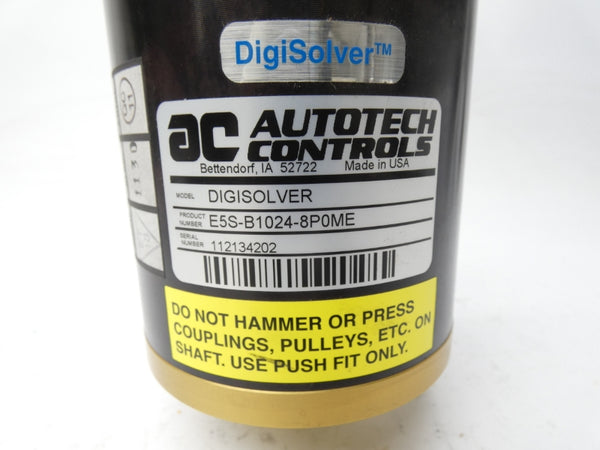 DigiSolver™
AC AUTOTECH
CONTROLS
Bettendorf, IA 52722 Made in USA
MODEL DIGISOLVER
PRODUCT NUMBER E5S-B1024-8P0ME
SERIAL NUMBER 112134202
DO NOT HAMMER OR PRESS
COUPLINGS, PULLEYS, ETC. ON
SHAFT. USE PUSH FIT ONLY.